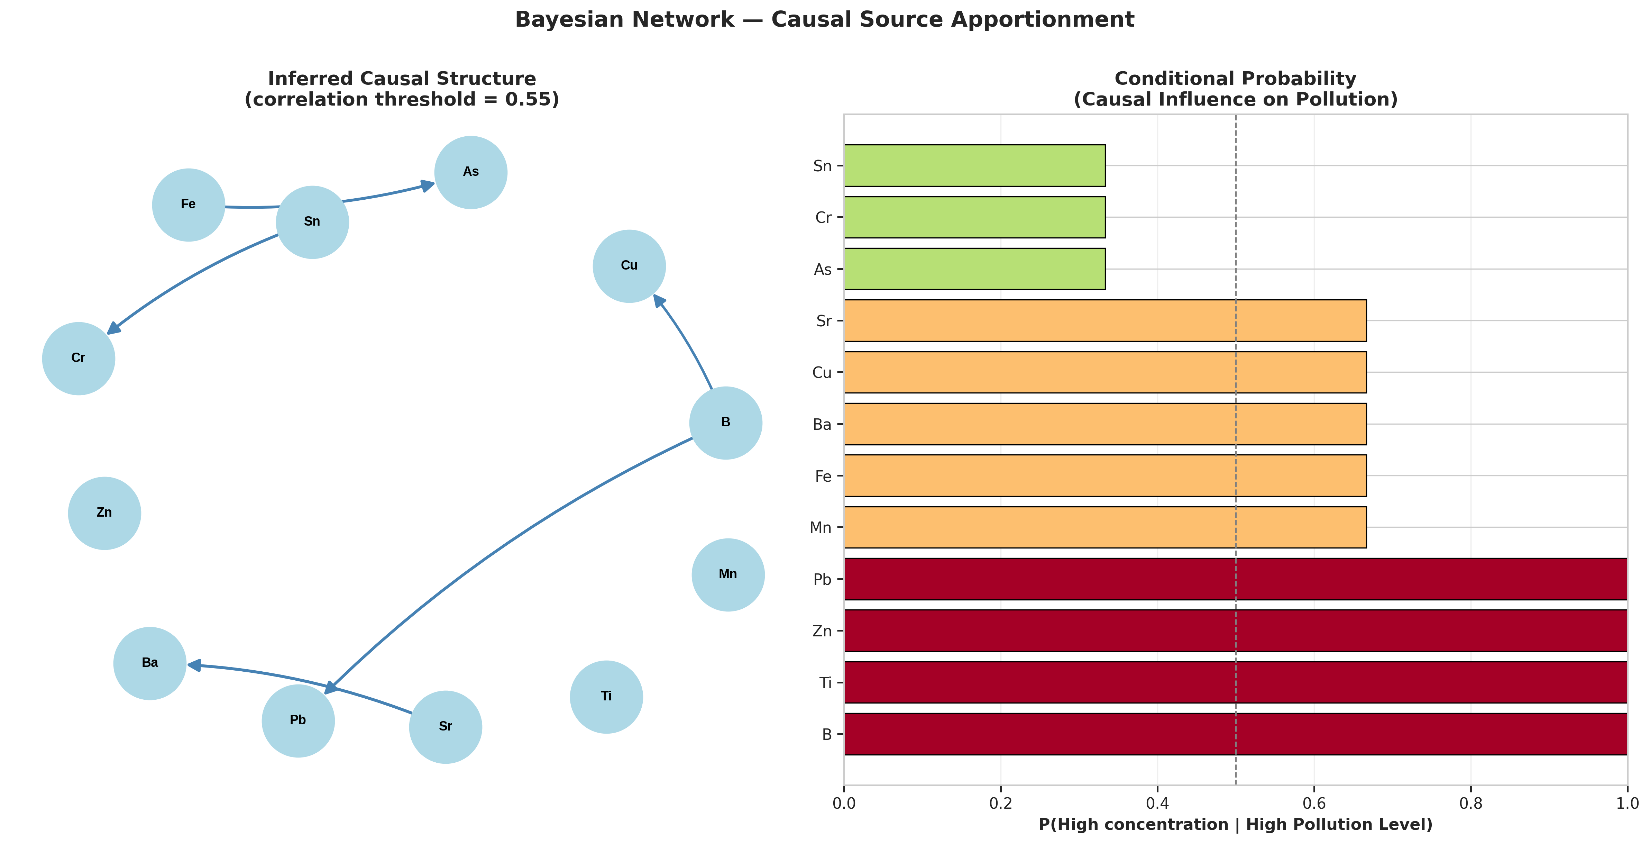 Bayesian Network — Causal Source Apportionment
Inferred Causal Structure
(correlation threshold = 0.55)
As
Fe
Sn
Cu
Cr
B
Zn
Mn
Ba
Ti
Pb
Sr
Conditional Probability
(Causal Influence on Pollution)
Sn
Cr
As
Sr
Cu
Ba
Fe
Mn
Pb
Zn
Ti
B
0.0 0.2 0.4 0.6 0.8 1.0
P(High concentration | High Pollution Level)